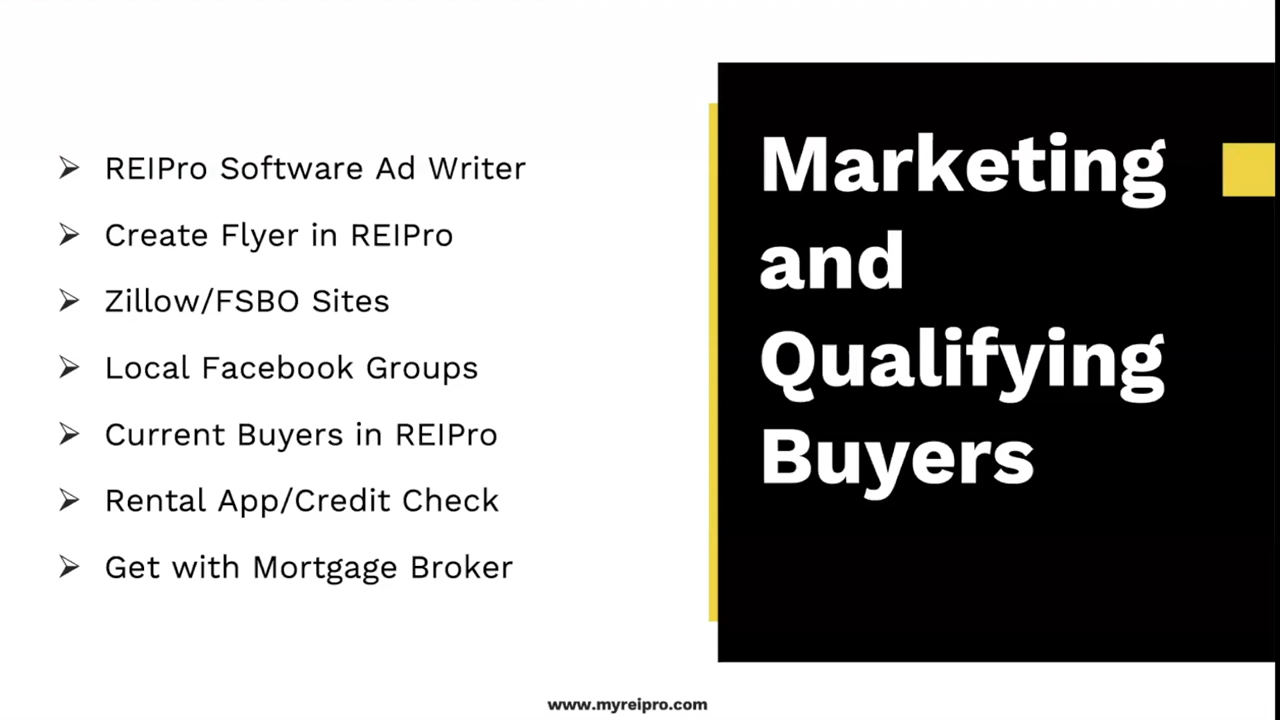 REIPro Software Ad Writer
Create Flyer in REIPro
Zillow/FSBO Sites
Local Facebook Groups
Current Buyers in REIPro
Rental App/Credit Check
Get with Mortgage Broker
Marketing
and
Qualifying
Buyers
www.myreipro.com